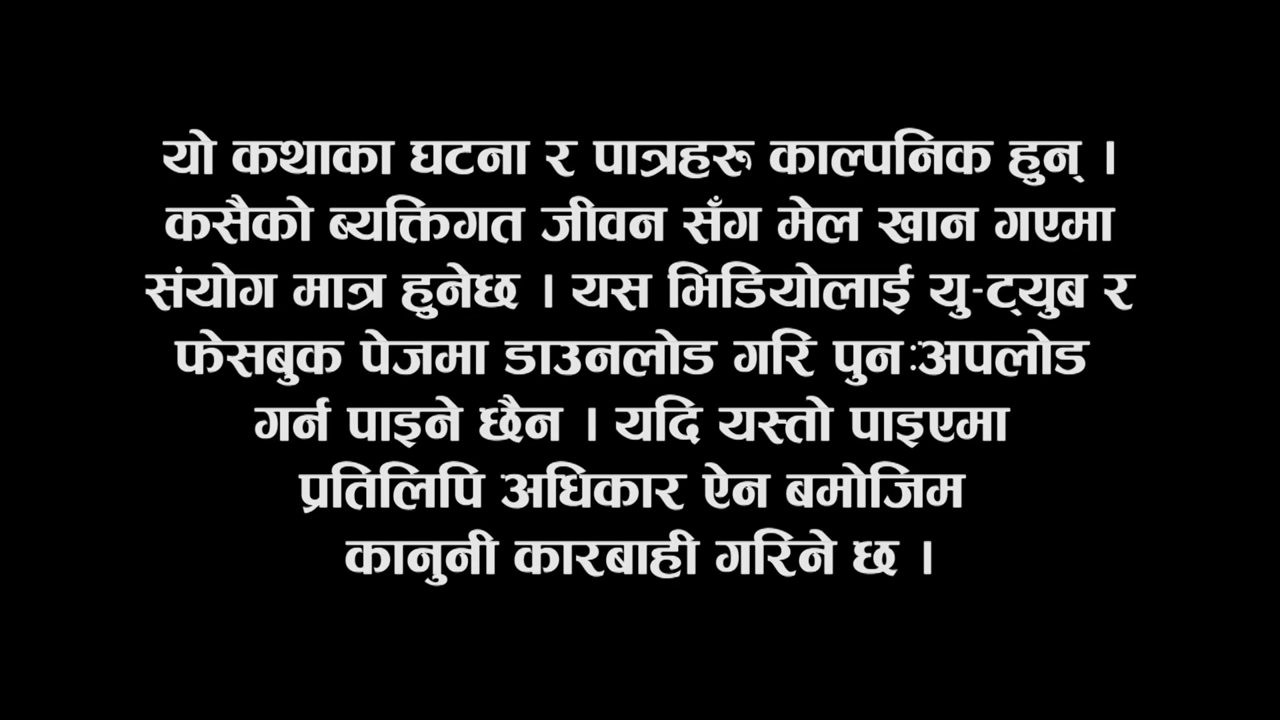 यो कथाका घटना र पात्रहरू काल्पनिक हुन् ।
कसैको ब्यक्तिगत जीवन सँग मेल खान गएमा
संयोग मात्र हुनेछ । यस भिडियोलाई यु-ट्युब र
फेसबुक पेजमा डाउनलोड गरि पुनःअपलोड
गर्न पाइने छैन । यदि यस्तो पाइएमा
प्रतिलिपि अधिकार ऐन बमोजिम
कानुनी कारबाही गरिने छ ।